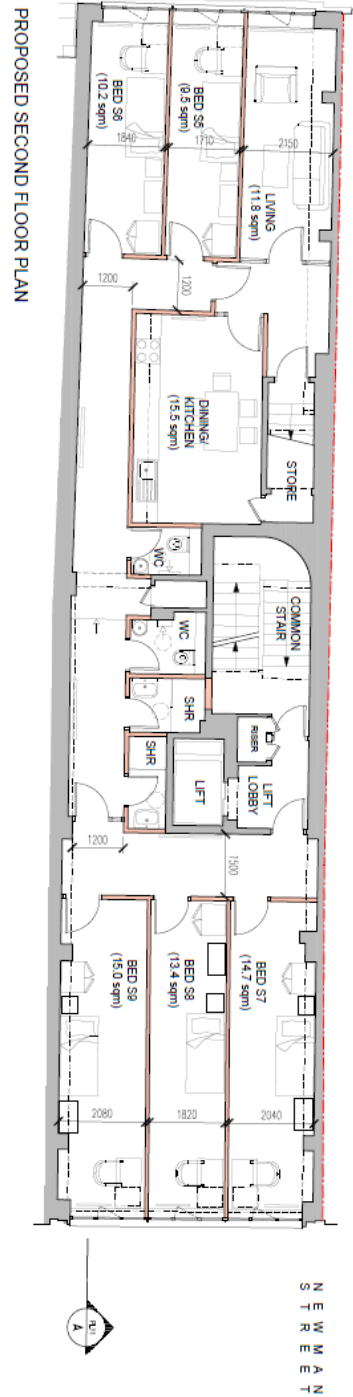 PROPOSED SECOND FLOOR PLAN
BED S6
(10.2 sqm)
1840
BED S5
(9.5 sqm)
1710
LIVING
(11.8 sqm)
2150
1200
1200
DINING/
KITCHEN
(15.5 sqm)
STORE
WC
WC
COMMON
STAIR
SHR
SHR
RISER
LIFT
LIFT
LOBBY
1200
1500
BED S9
(15.0 sqm)
2080
BED S8
(13.4 sqm)
1820
BED S7
(14.7 sqm)
2040
A
NEWMAN
STREET